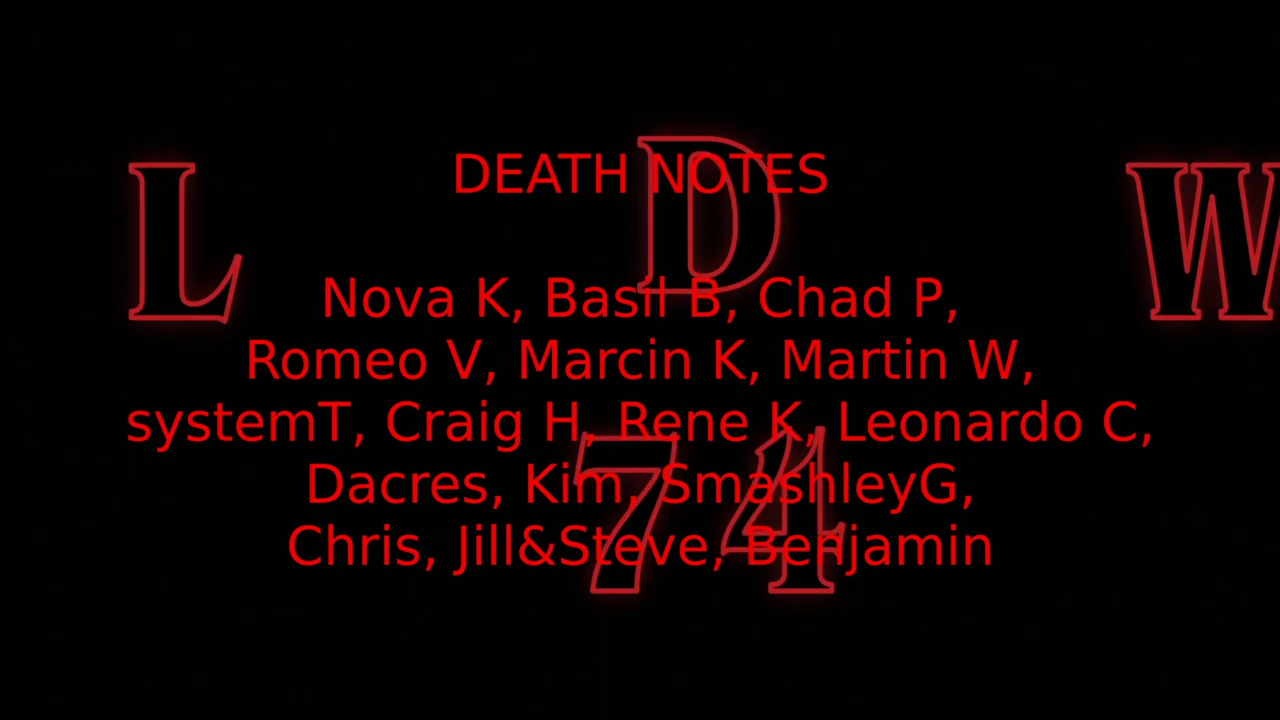 L D W
DEATH NOTES
Nova K, Basil B, Chad P,
Romeo V, Marcin K, Martin W,
systemT, Craig H, Rene K, Leonardo C,
74
Dacres, Kim, SmashleyG,
Chris, Jill&Steve, Benjamin